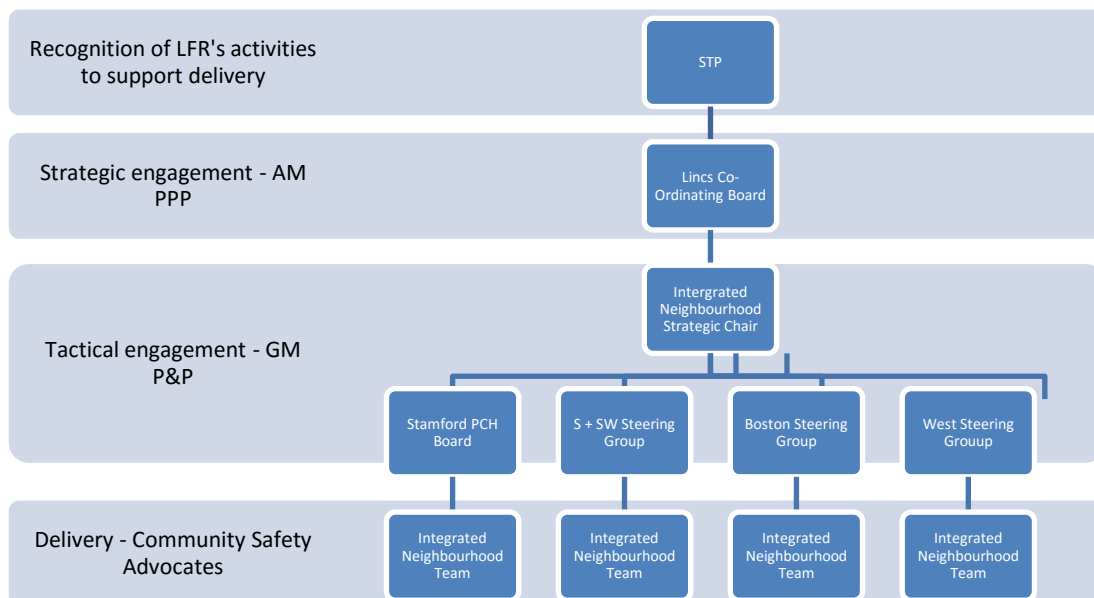 Recognition of LFR's activities
to support delivery
STP
Strategic engagement - AM
PPP
Lincs Co-
Ordinating Board
Tactical engagement - GM
P&P
Intergrated
Neighbourhood
Strategic Chair
Stamford PCH
Board
S + SW Steering
Group
Boston Steering
Group
West Steering
Grouup
Delivery - Community Safety
Advocates
Integrated
Neighbourhood
Team
Integrated
Neighbourhood
Team
Integrated
Neighbourhood
Team
Integrated
Neighbourhood
Team